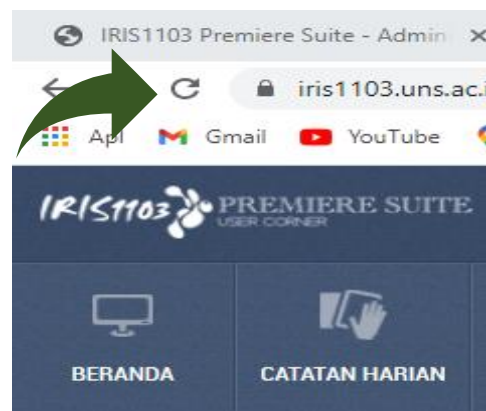 IRIS1103 Premiere Suite - Admin
iris1103.uns.ac.i
Apl Gmail YouTube
IRIS1103 PREMIERE SUITE
USER CORNER
BERANDA CATATAN HARIAN